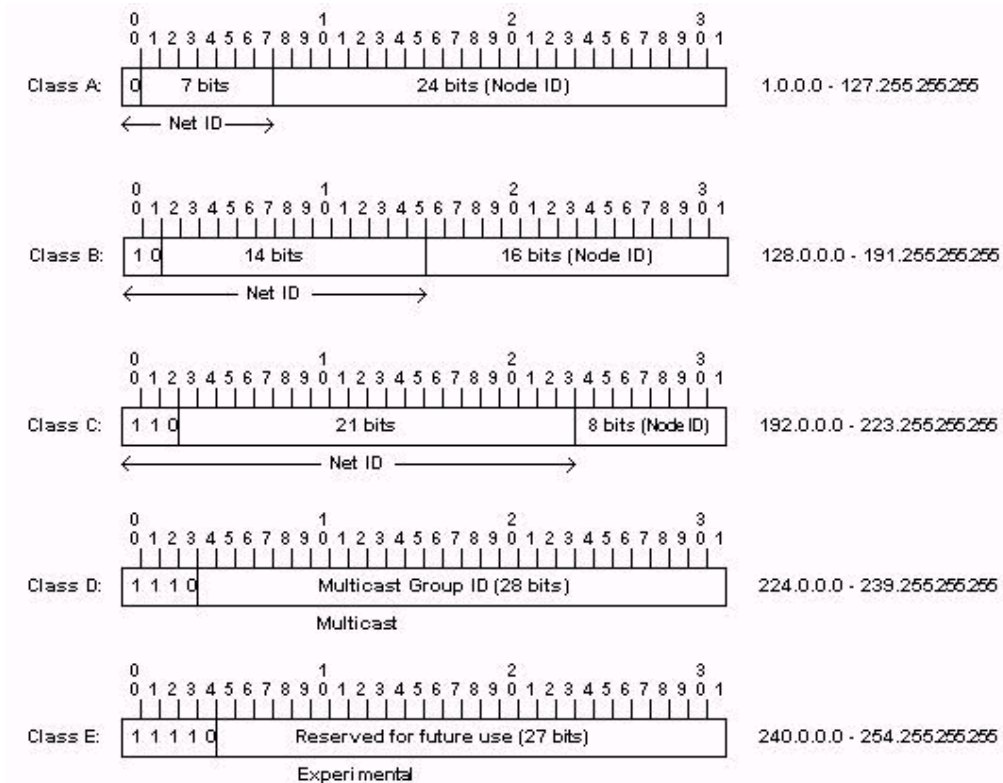 0 1 2 3
0 1 2 3 4 5 6 7 8 9 0 1 2 3 4 5 6 7 8 9 0 1 2 3 4 5 6 7 8 9 0 1
Class A: 0 7 bits 24 bits (Node ID) 1.0.0.0 - 127.255.255.255
Net ID
0 1 2 3
0 1 2 3 4 5 6 7 8 9 0 1 2 3 4 5 6 7 8 9 0 1 2 3 4 5 6 7 8 9 0 1
Class B: 1 0 14 bits 16 bits (Node ID) 128.0.0.0 - 191.255.255.255
Net ID
0 1 2 3
0 1 2 3 4 5 6 7 8 9 0 1 2 3 4 5 6 7 8 9 0 1 2 3 4 5 6 7 8 9 0 1
Class C: 1 1 0 21 bits 8 bits (Node ID) 192.0.0.0 - 223.255.255.255
Net ID
0 1 2 3
0 1 2 3 4 5 6 7 8 9 0 1 2 3 4 5 6 7 8 9 0 1 2 3 4 5 6 7 8 9 0 1
Class D: 1 1 1 0 Multicast Group ID (28 bits) 224.0.0.0 - 239.255.255.255
Multicast
0 1 2 3
0 1 2 3 4 5 6 7 8 9 0 1 2 3 4 5 6 7 8 9 0 1 2 3 4 5 6 7 8 9 0 1
Class E: 1 1 1 1 0 Reserved for future use (27 bits) 240.0.0.0 - 254.255.255.255
Experimental